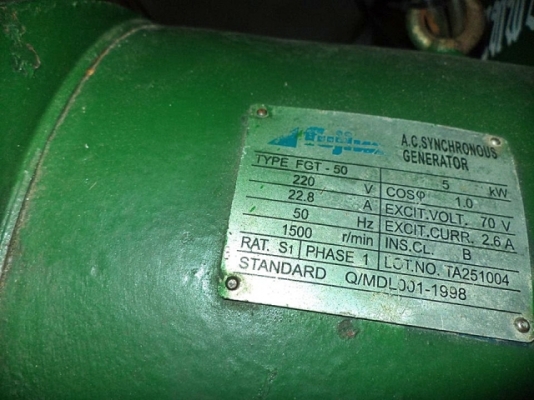 Fujiw
A.C.SYNCHRONOUS
GENERATOR
TYPE FGT-50 5 kW
220 V COSφ 1.0
22.8 A EXCIT.VOLT. 70 V
50 Hz EXCIT.CURR. 2.6 A
1500 r/min INS.CL. B
RAT. S1 PHASE 1 LOT.NO. TA251004
STANDARD Q/MDL001-1998